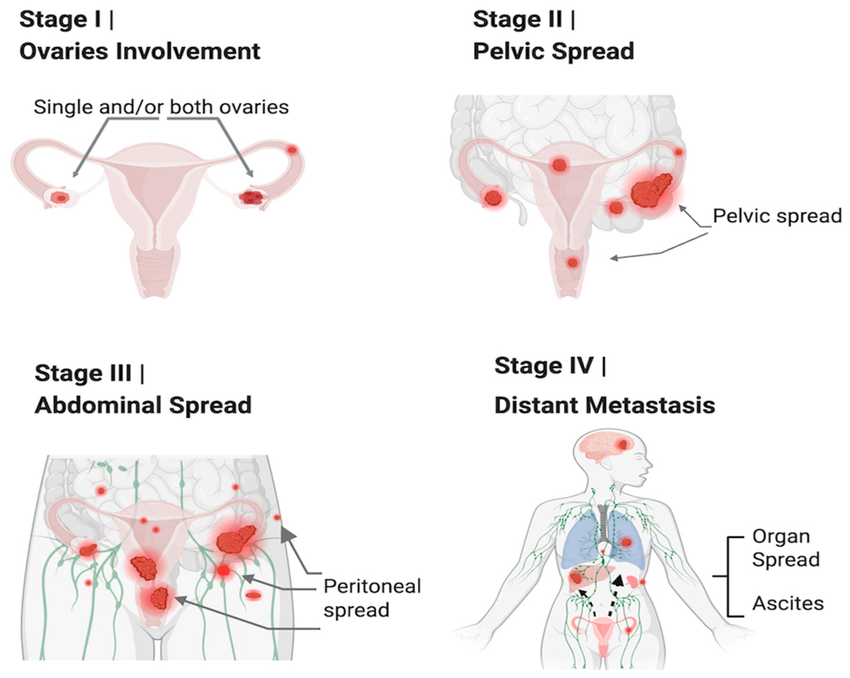 Stage I |
Ovaries Involvement
Single and/or both ovaries
Stage II |
Pelvic Spread
Pelvic spread
Stage III |
Abdominal Spread
Peritoneal
spread
Stage IV |
Distant Metastasis
Organ
Spread
Ascites